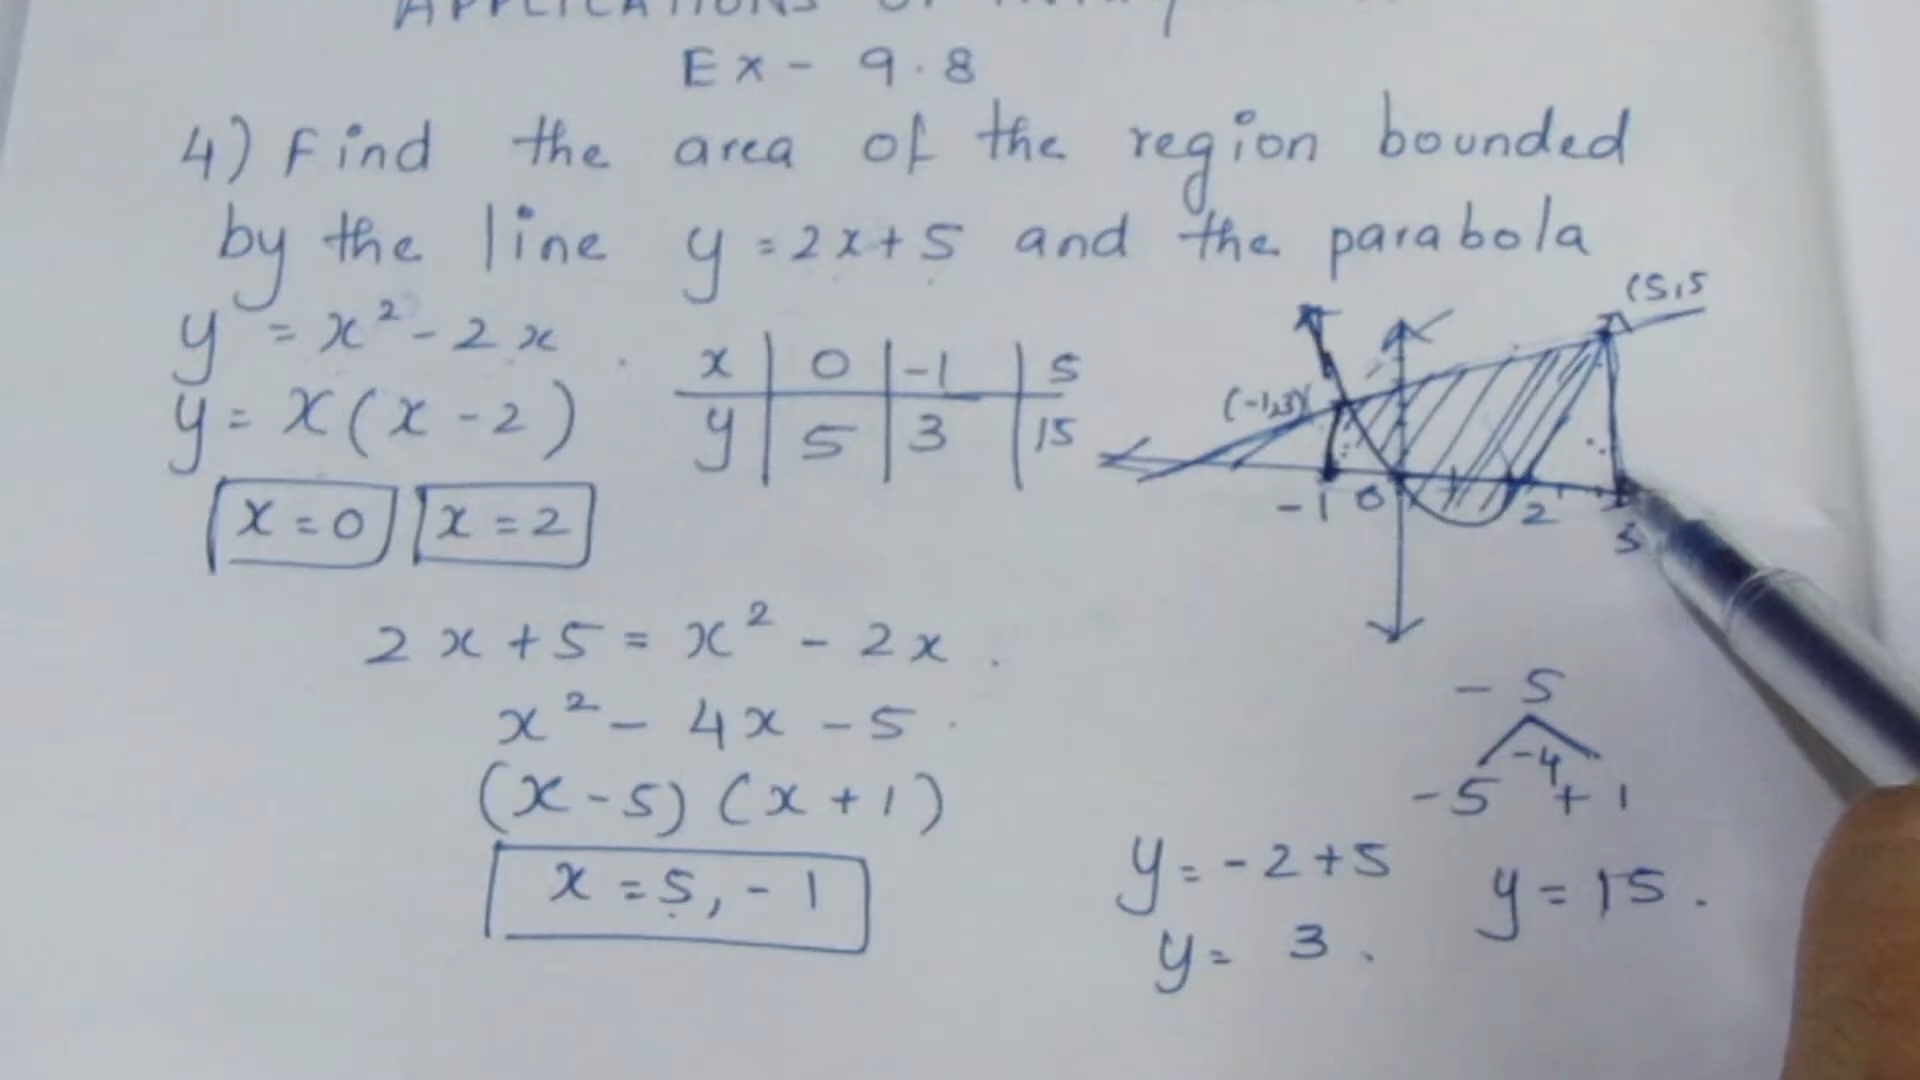 APPLICATIONS OF
Ex - 9.8
4) Find the area of the region bounded
by the line y = 2x + 5 and the parabola
y = x² - 2x.
y = x(x - 2)
x = 0 x = 2
x | 0 | -1 | 5
y | 5 | 3 | 15
(5,15
(-1,3)
-1 0 2 5
2x + 5 = x² - 2x.
x² - 4x - 5.
(x - 5) (x + 1)
x = 5, -1
-5
-4
-5 +1
y = -2 + 5
y = 3.
y = 15.